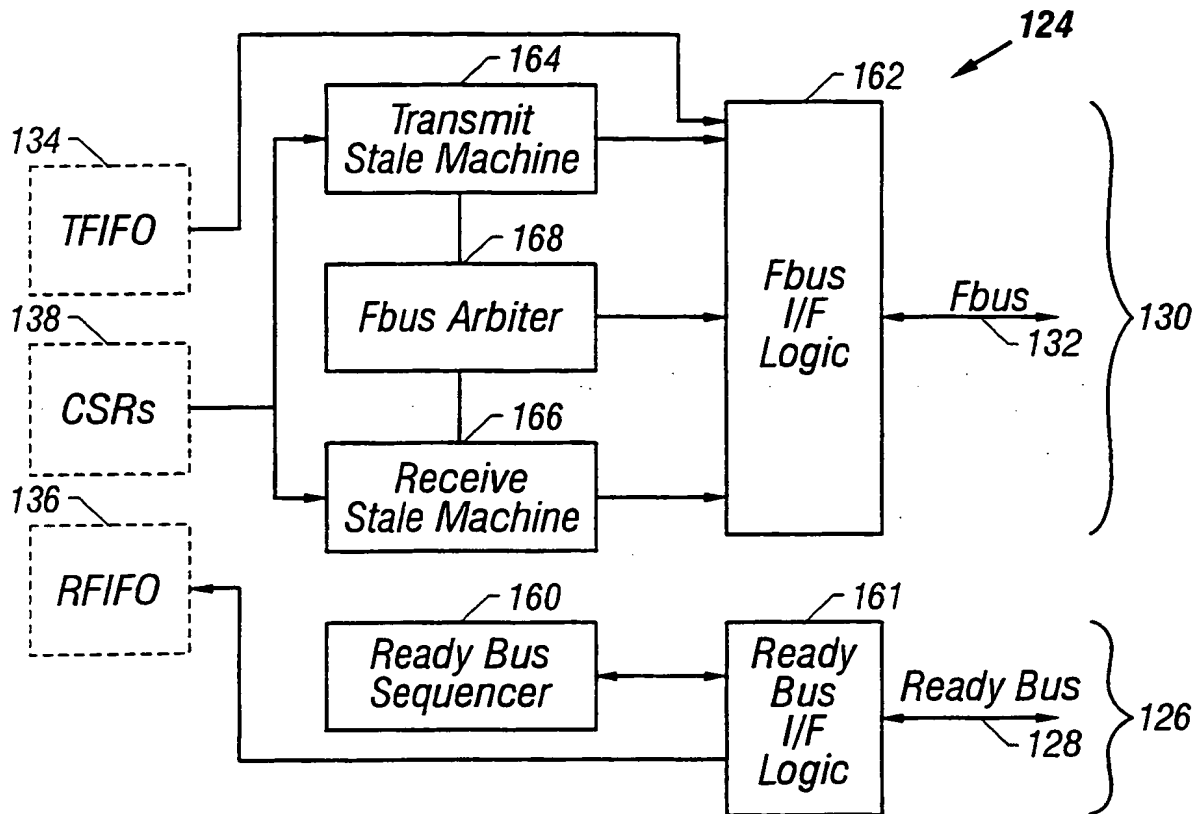 124
164
162
Transmit
Stale Machine
134
TFIFO
168
Fbus Arbiter
Fbus
I/F
Logic
Fbus
132
130
138
CSRs
166
Receive
Stale Machine
136
RFIFO
160
Ready Bus
Sequencer
161
Ready
Bus
I/F
Logic
Ready Bus
128
126